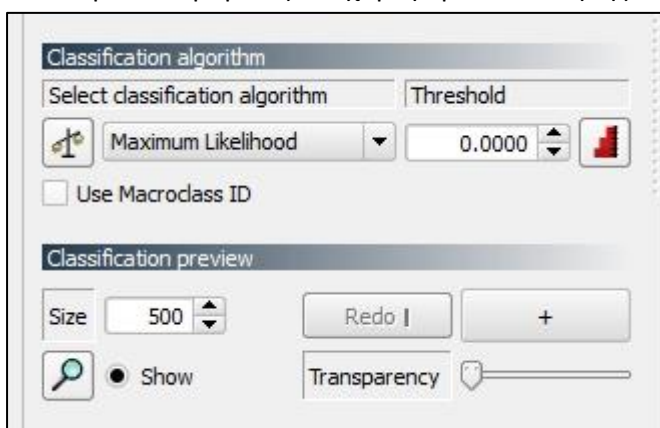 Classification algorithm
Select classification algorithm Threshold
Maximum Likelihood 0.0000
Use Macroclass ID
Classification preview
Size 500 Redo +
Show Transparency